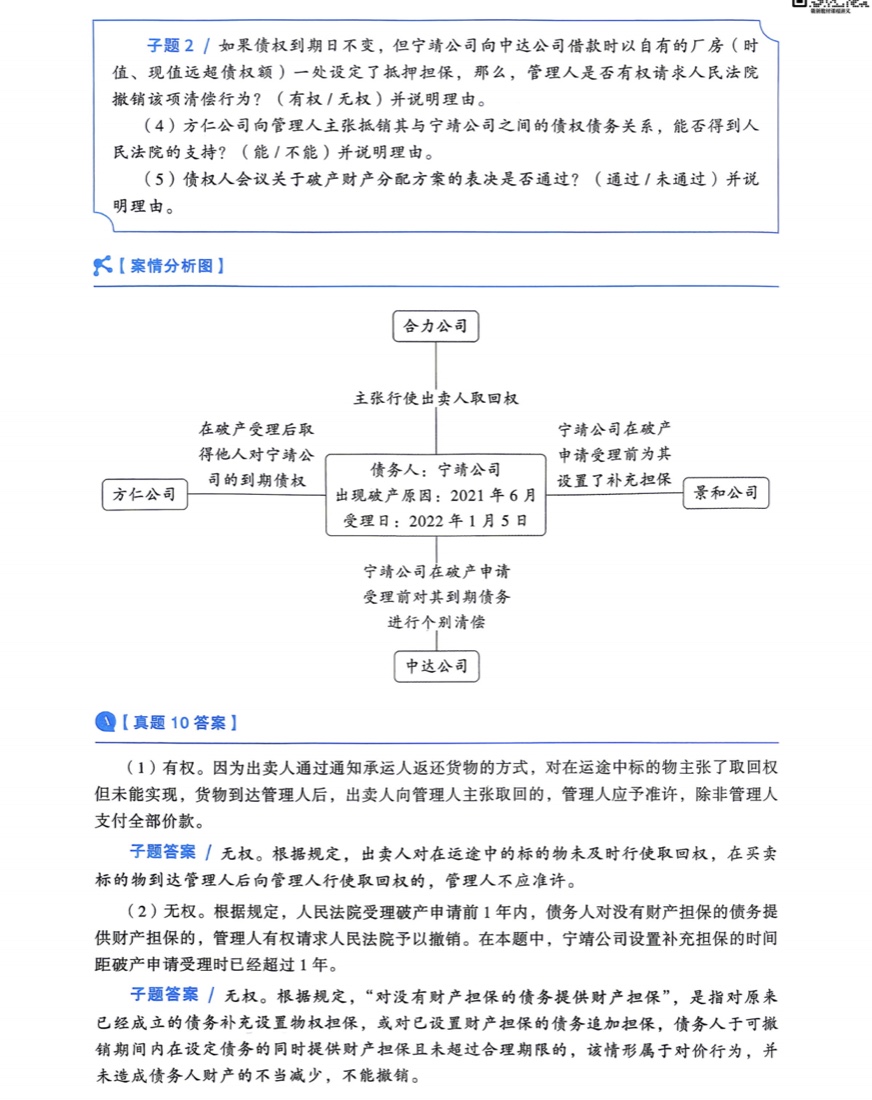 最新教材课程讲义
子题 2 / 如果债权到期日不变，但宁靖公司向中达公司借款时以自有的厂房（时
值、现值远超债权额）一处设定了抵押担保，那么，管理人是否有权请求人民法院
撤销该项清偿行为？（有权 / 无权）并说明理由。
（4）方仁公司向管理人主张抵销其与宁靖公司之间的债权债务关系，能否得到人
民法院的支持？（能 / 不能）并说明理由。
（5）债权人会议关于破产财产分配方案的表决是否通过？（通过 / 未通过）并说
明理由。
【案情分析图】
合力公司
主张行使出卖人取回权
在破产受理后取
得他人对宁靖公
司的到期债权
方仁公司
债务人：宁靖公司
出现破产原因：2021 年 6 月
受理日：2022 年 1 月 5 日
宁靖公司在破产
申请受理前为其
设置了补充担保
景和公司
宁靖公司在破产申请
受理前对其到期债务
进行个别清偿
中达公司
【真题 10 答案】
（1）有权。因为出卖人通过通知承运人返还货物的方式，对在运途中标的物主张了取回权
但未能实现，货物到达管理人后，出卖人向管理人主张取回的，管理人应予准许，除非管理人
支付全部价款。
子题答案 / 无权。根据规定，出卖人对在运途中的标的物未及时行使取回权，在买卖
标的物到达管理人后向管理人行使取回权的，管理人不应准许。
（2）无权。根据规定，人民法院受理破产申请前 1 年内，债务人对没有财产担保的债务提
供财产担保的，管理人有权请求人民法院予以撤销。在本题中，宁靖公司设置补充担保的时间
距破产申请受理时已经超过 1 年。
子题答案 / 无权。根据规定，“对没有财产担保的债务提供财产担保”，是指对原来
已经成立的债务补充设置物权担保，或对已设置财产担保的债务追加担保，债务人于可撤
销期间内在设定债务的同时提供财产担保且未超过合理期限的，该情形属于对价行为，并
未造成债务人财产的不当减少，不能撤销。